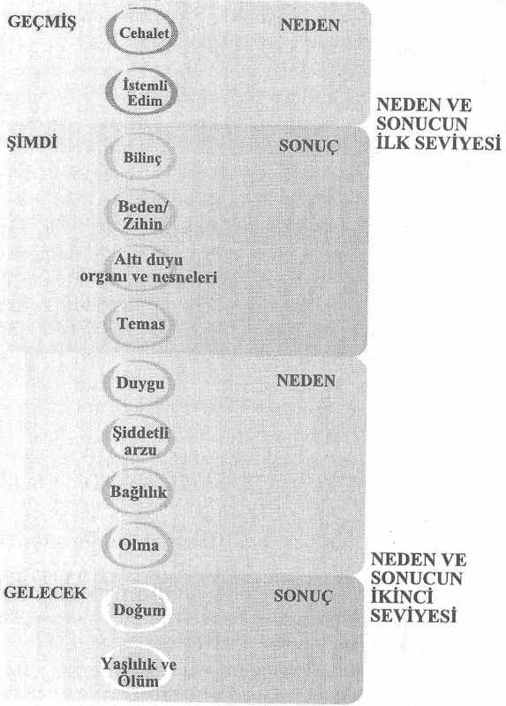 GEÇMİŞ
Cehalet
NEDEN
İstemli
Edim
NEDEN VE
SONUCUN
İLK SEVİYESİ
ŞİMDİ
Bilinç
SONUÇ
Beden/
Zihin
Altı duyu
organı ve nesneleri
Temas
Duygu
NEDEN
Şiddetli
arzu
Bağlılık
Olma
NEDEN VE
SONUCUN
İKİNCİ
SEVİYESİ
GELECEK
Doğum
SONUÇ
Yaşlılık ve
Ölüm